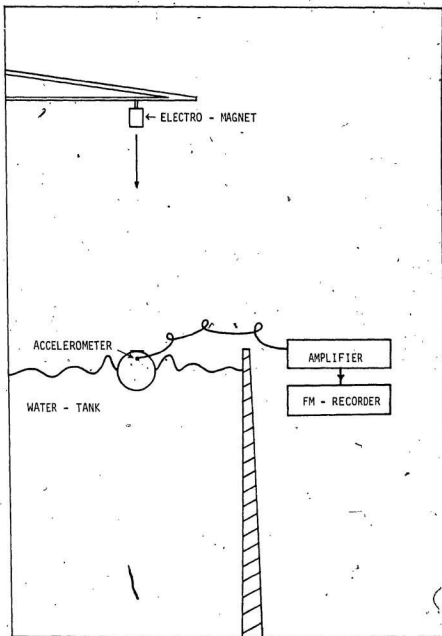 ELECTRO - MAGNET
ACCELEROMETER
AMPLIFIER
WATER - TANK
FM - RECORDER